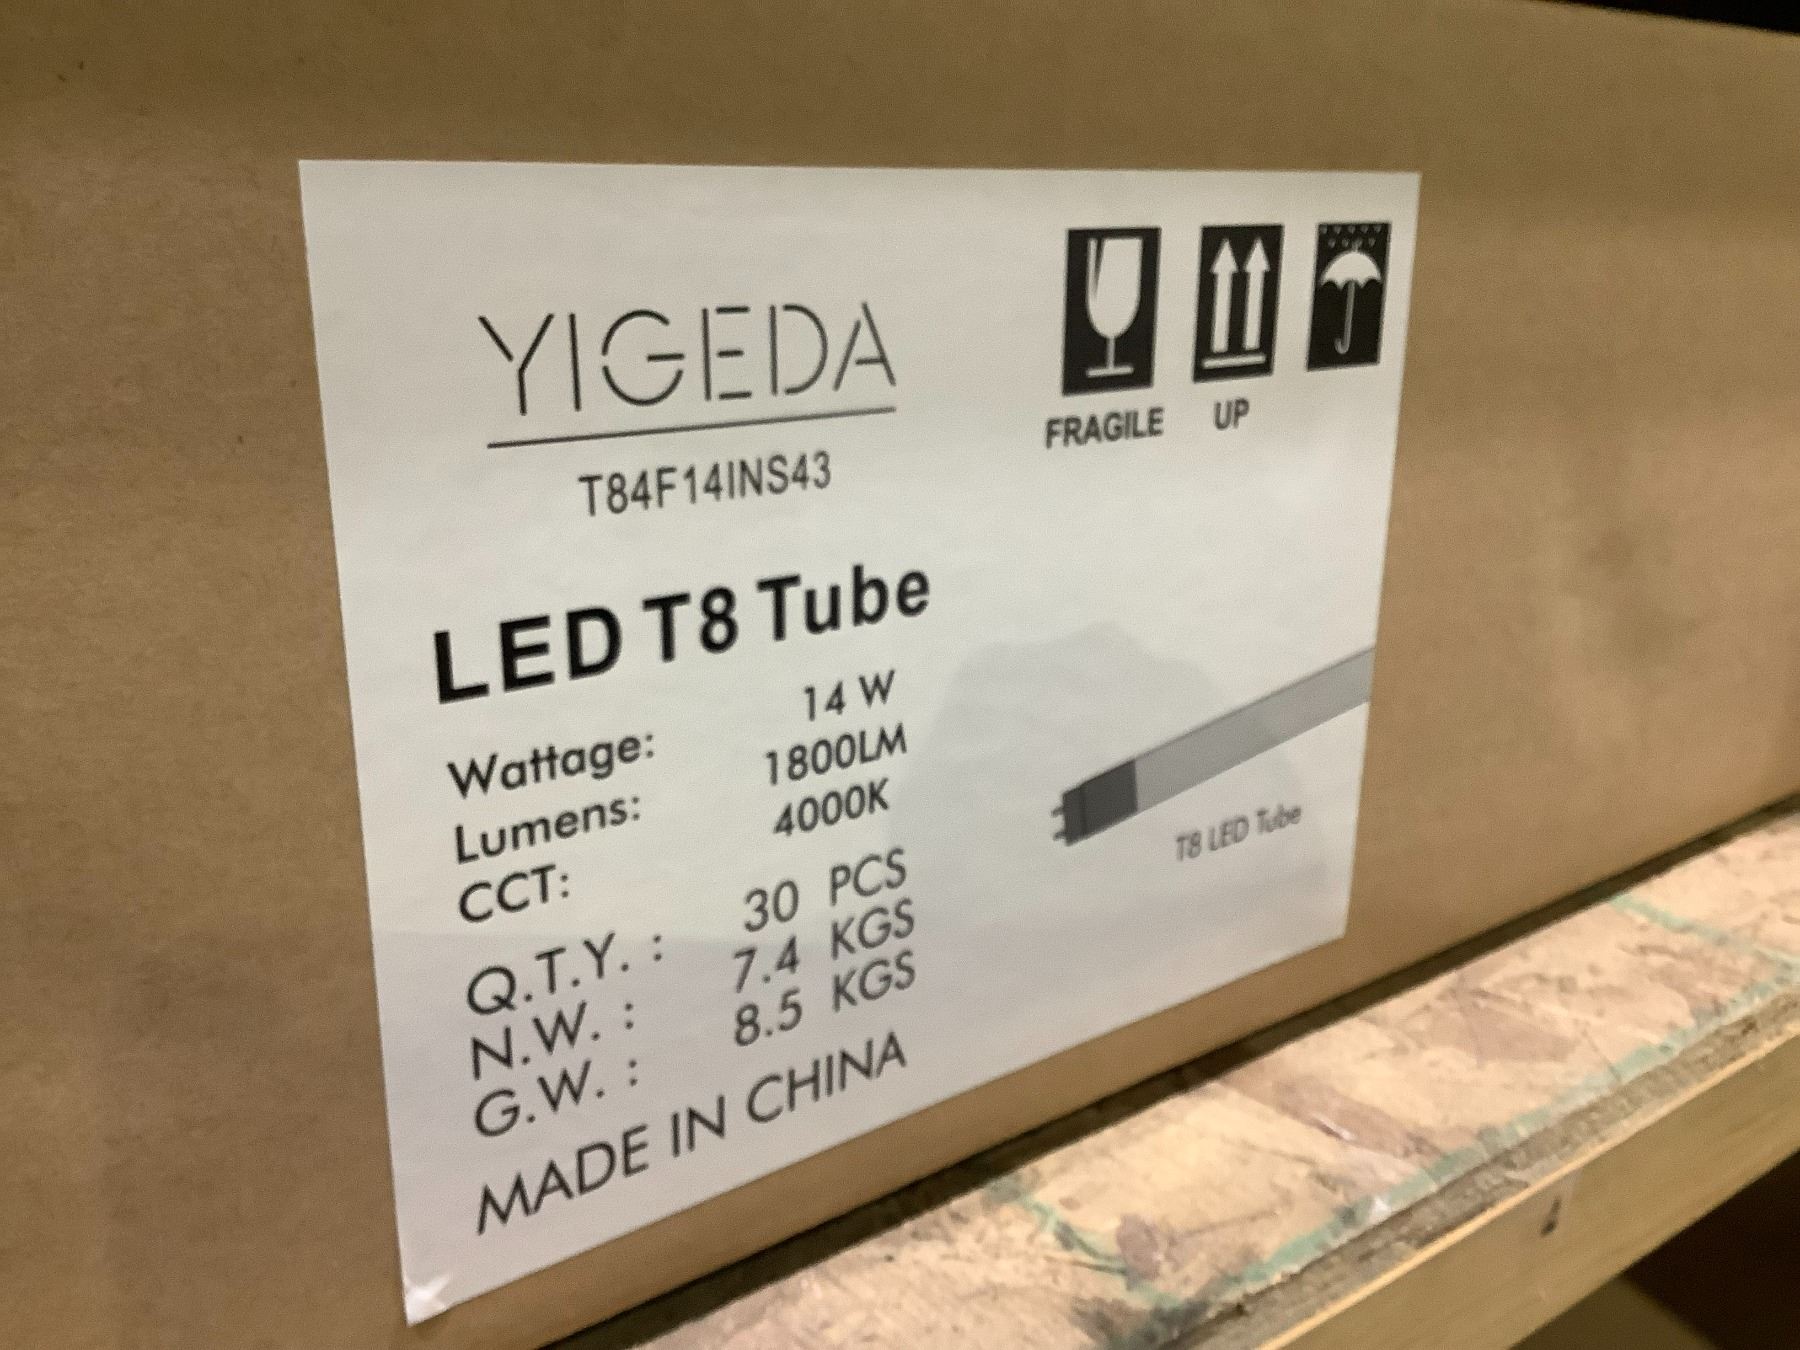 YIGEDA
T84F14INS43
FRAGILE UP
LED T8 Tube
Wattage: 14 W
Lumens: 1800LM
CCT: 4000K
Q.T.Y. : 30 PCS
N.W. : 7.4 KGS
G.W. : 8.5 KGS
MADE IN CHINA
T8 LED Tube